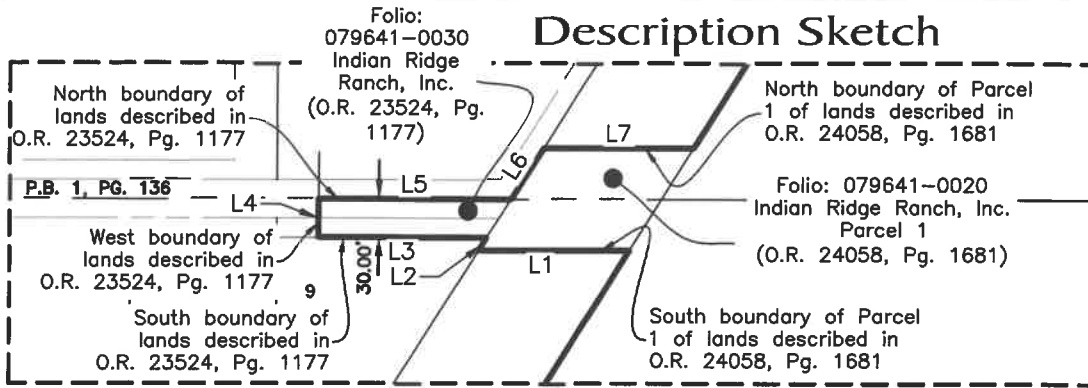 Description Sketch
Folio:
079641-0030
Indian Ridge
Ranch, Inc.
(O.R. 23524, Pg.
1177)
North boundary of
lands described in
O.R. 23524, Pg. 1177
North boundary of Parcel
1 of lands described in
O.R. 24058, Pg. 1681
L7
L6
L5
P.B. 1, PG. 136
L4
Folio: 079641-0020
Indian Ridge Ranch, Inc.
Parcel 1
(O.R. 24058, Pg. 1681)
West boundary of
lands described in
O.R. 23524, Pg. 1177
L3
L2
L1
30.00'
9
South boundary of
lands described in
O.R. 23524, Pg. 1177
South boundary of Parcel
1 of lands described in
O.R. 24058, Pg. 1681